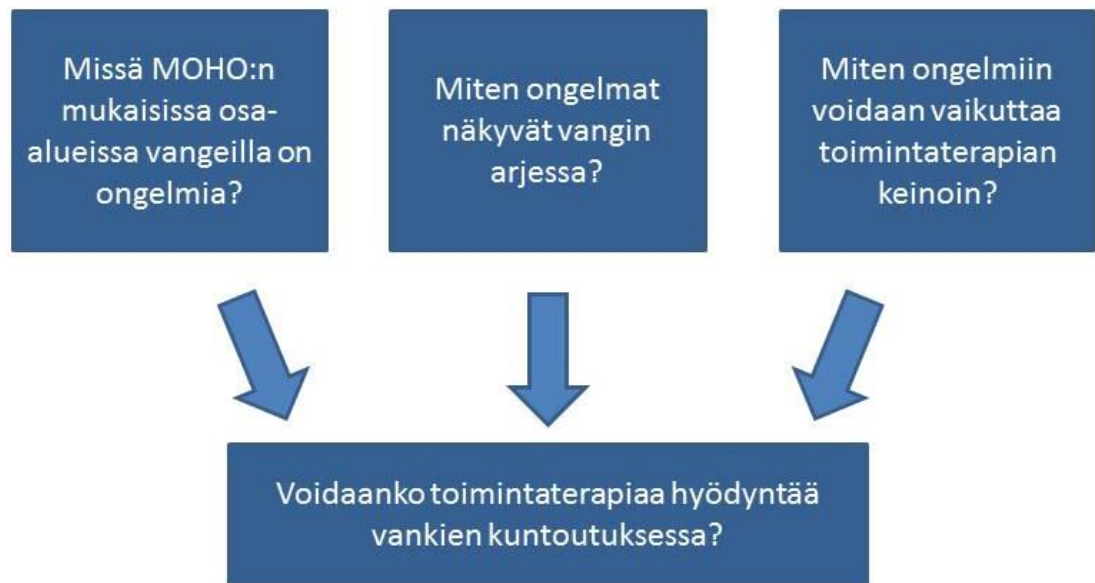 Missä MOHO:n
mukaisissa osa-
alueissa vangeilla on
ongelmia?
Miten ongelmat
näkyvät vangin
arjessa?
Miten ongelmiin
voidaan vaikuttaa
toimintaterapian
keinoin?
Voidaanko toimintaterapiaa hyödyntää
vankien kuntoutuksessa?